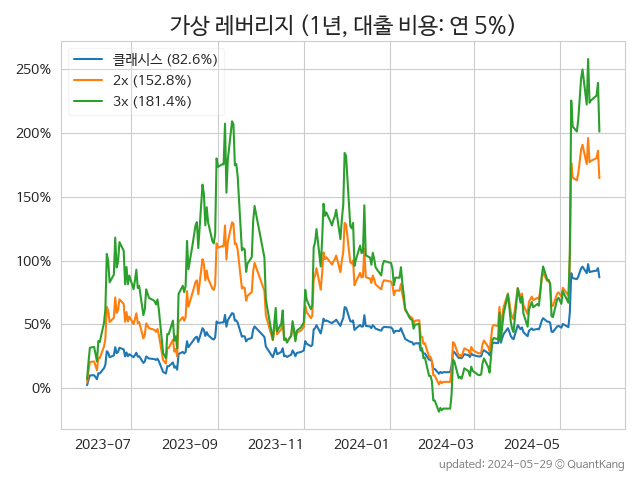 가상 레버리지 (1년, 대출 비용: 연 5%)
클래시스 (82.6%)
2x (152.8%)
3x (181.4%)
250%
200%
150%
100%
50%
0%
2023-07 2023-09 2023-11 2024-01 2024-03 2024-05
updated: 2024-05-29 © QuantKang